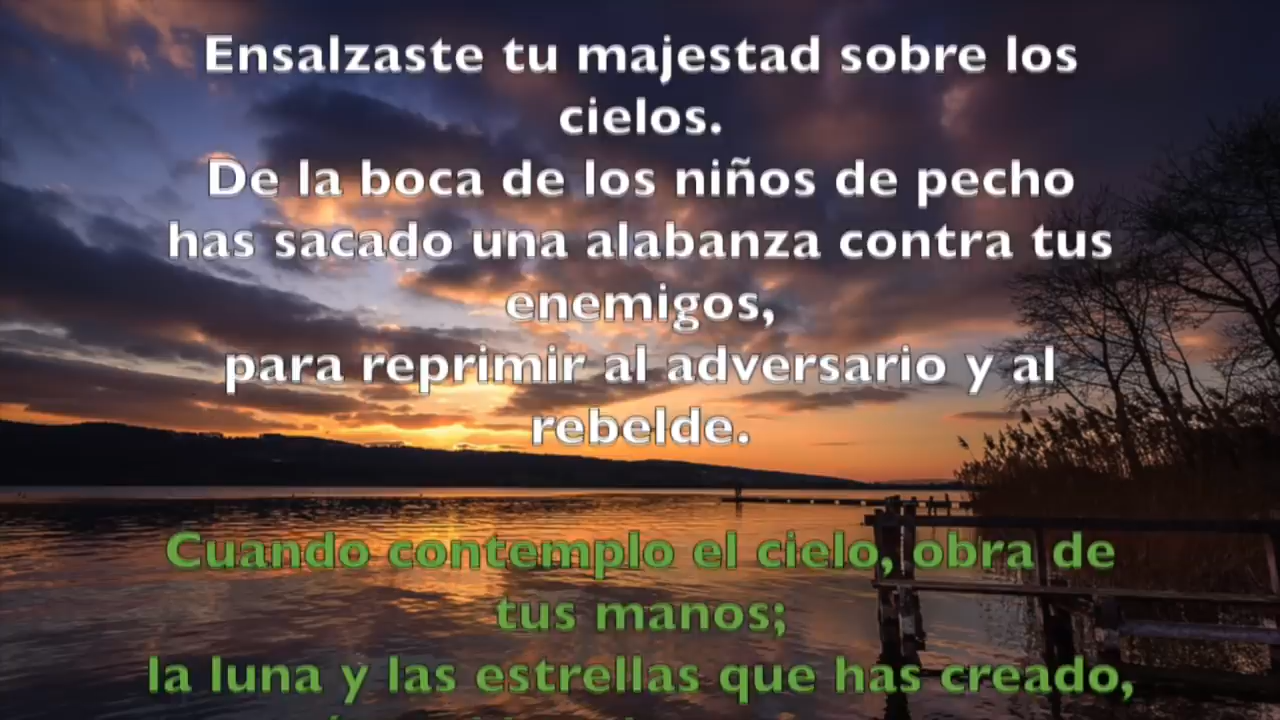 Ensalzaste tu majestad sobre los
cielos.
De la boca de los niños de pecho
has sacado una alabanza contra tus
enemigos,
para reprimir al adversario y al
rebelde.
Cuando contemplo el cielo, obra de
tus manos;
la luna y las estrellas que has creado,